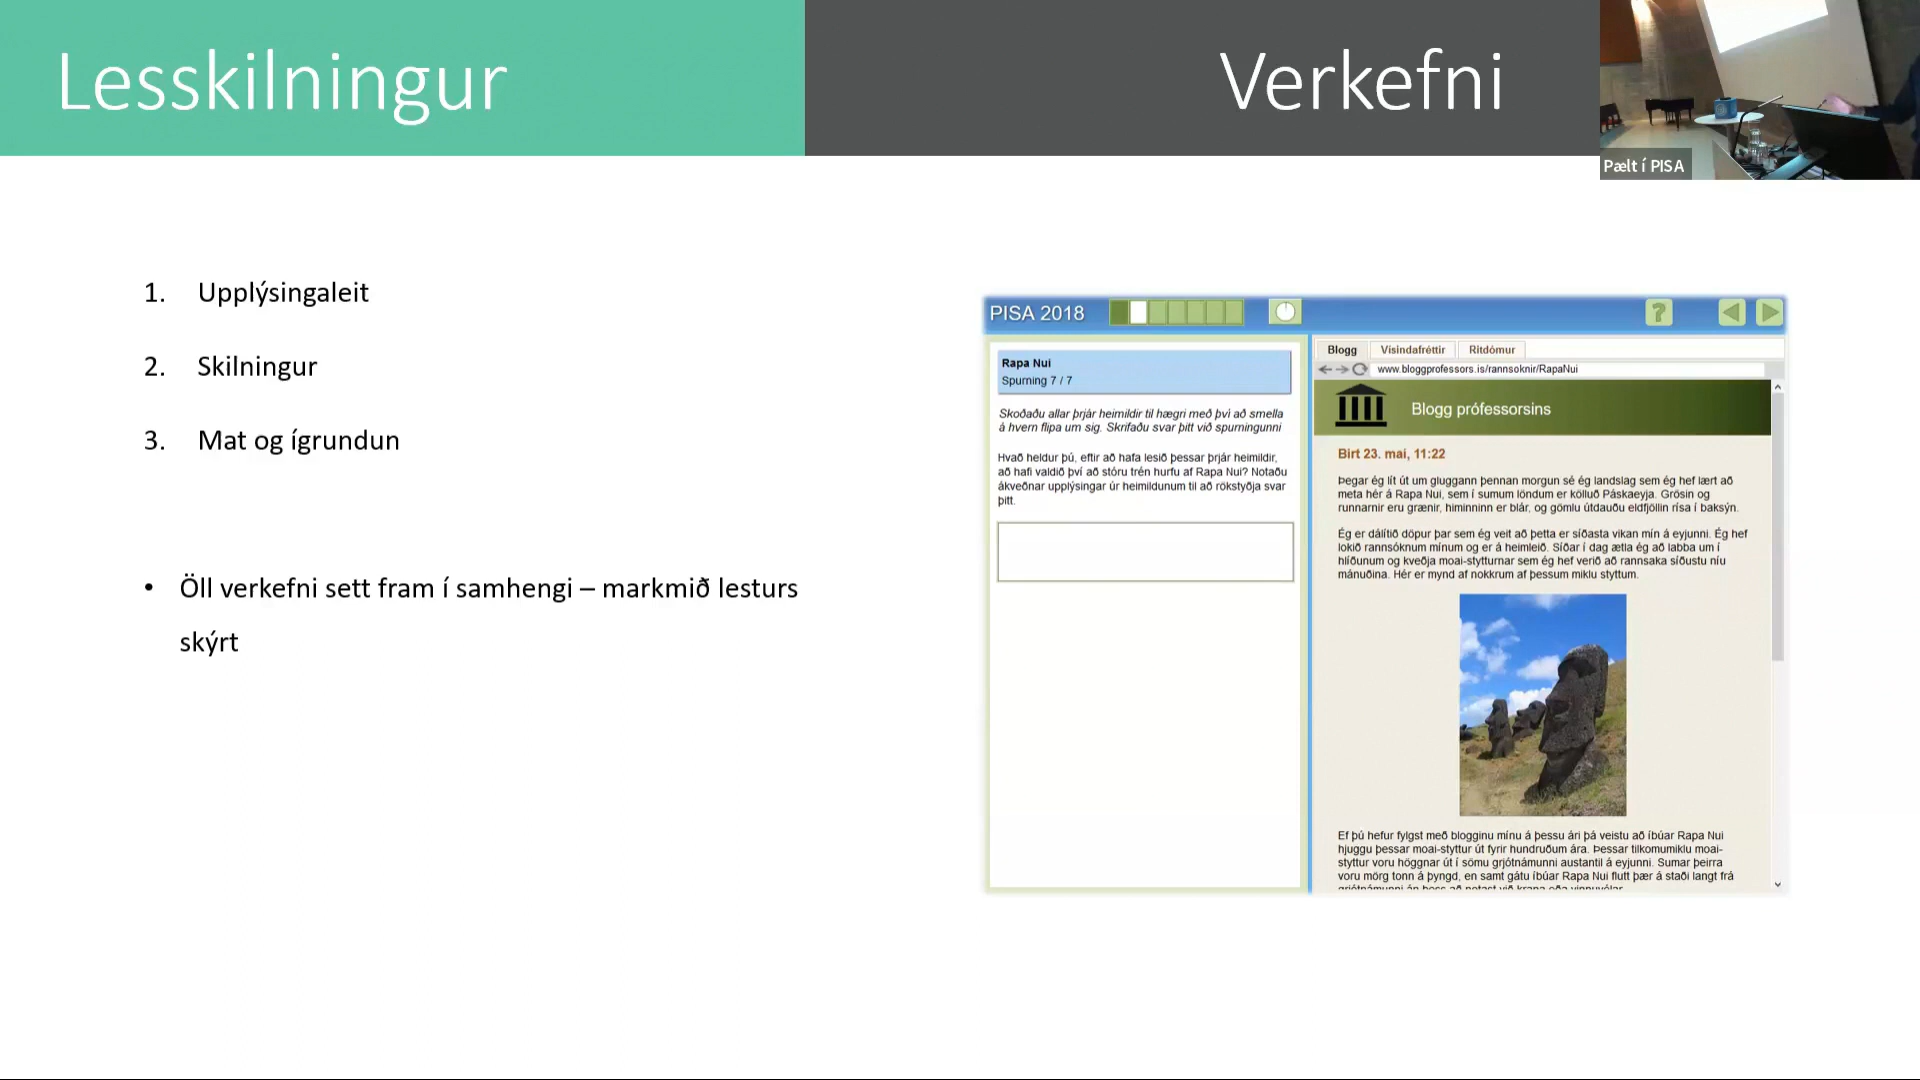 Lesskilningur
Verkefni
Pælt í PISA
1. Upplýsingaleit
2. Skilningur
3. Mat og ígrundun
• Öll verkefni sett fram í samhengi – markmið lesturs
skýrt
PISA 2018
?
Rapa Nui
Spurning 7 / 7
Skoðaðu allar þrjár heimildir til hægri með því að smella
á hvern flipa um sig. Skrifaðu svar þitt við spurningunni
Hvað heldur þú, eftir að hafa lesið þessar þrjár heimildir,
að hafi valdið því að stóru trén hurfu af Rapa Nui? Notaðu
ákveðnar upplýsingar úr heimildunum til að rökstyðja svar
þitt.
Blogg Vísindafréttir Ritdómur
www.bloggprofessors.is/rannsoknir/RapaNui
Blogg prófessorsins
Birt 23. maí, 11:22
Þegar ég lít út um gluggann þennan morgun sé ég landslag sem ég hef lært að
meta hér á Rapa Nui, sem í sumum löndum er kölluð Páskaeyja. Grösin og
runnarnir eru grænir, himinninn er blár, og gömlu útdauðu eldfjöllin rísa í baksýn.
Ég er dálítið döpur þar sem ég veit að þetta er síðasta vikan mín á eyjunni. Ég hef
lokið rannsóknum mínum og er á heimleið. Síðar í dag ætla ég að labba um í
hlíðunum og kveðja moai-stytturnar sem ég hef verið að rannsaka síðustu níu
mánuðina. Hér er mynd af nokkrum af þessum miklu styttum.
Ef þú hefur fylgst með blogginu mínu á þessu ári þá veistu að íbúar Rapa Nui
hjuggu þessar moai-styttur út fyrir hundruðum ára. Þessar tilkomumiklu moai-
styttur voru höggnar út í sömu grjótnámunni austantil á eyjunni. Sumar þeirra
voru mörg tonn á þyngd, en samt gátu íbúar Rapa Nui flutt þær á staði langt frá